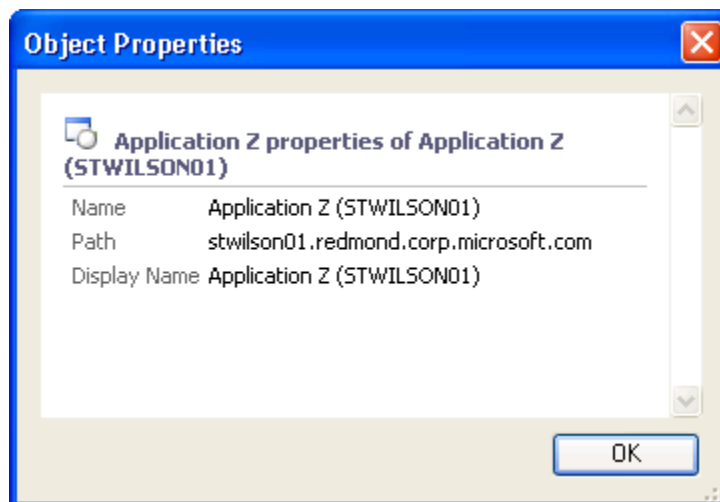 Object Properties
Application Z properties of Application Z
(STWILSON01)
Name Application Z (STWILSON01)
Path stwilson01.redmond.corp.microsoft.com
Display Name Application Z (STWILSON01)
OK